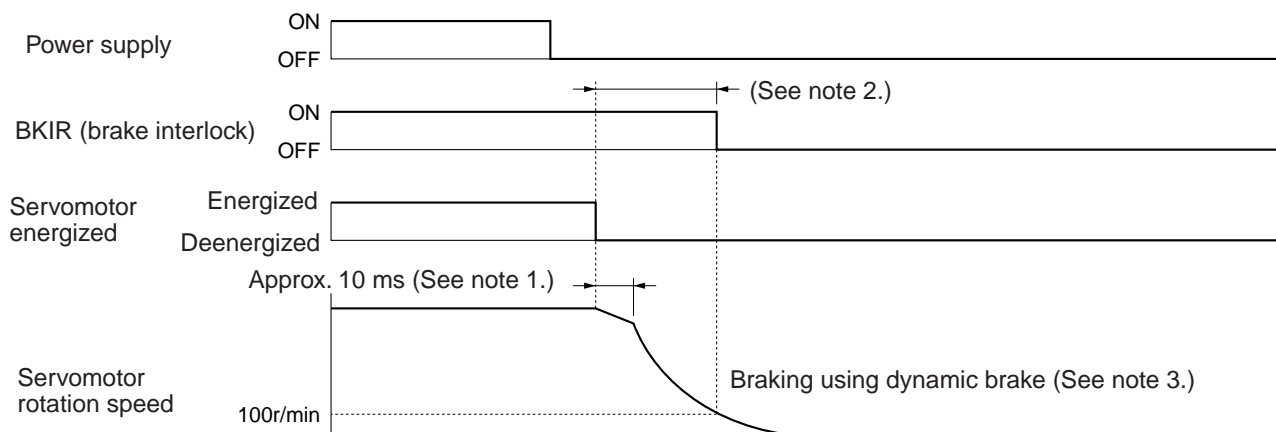 ON
Power supply
OFF
(See note 2.)
ON
BKIR (brake interlock)
OFF
Servomotor
energized
Energized
Deenergized
Approx. 10 ms (See note 1.)
Servomotor
rotation speed
Braking using dynamic brake (See note 3.)
100r/min